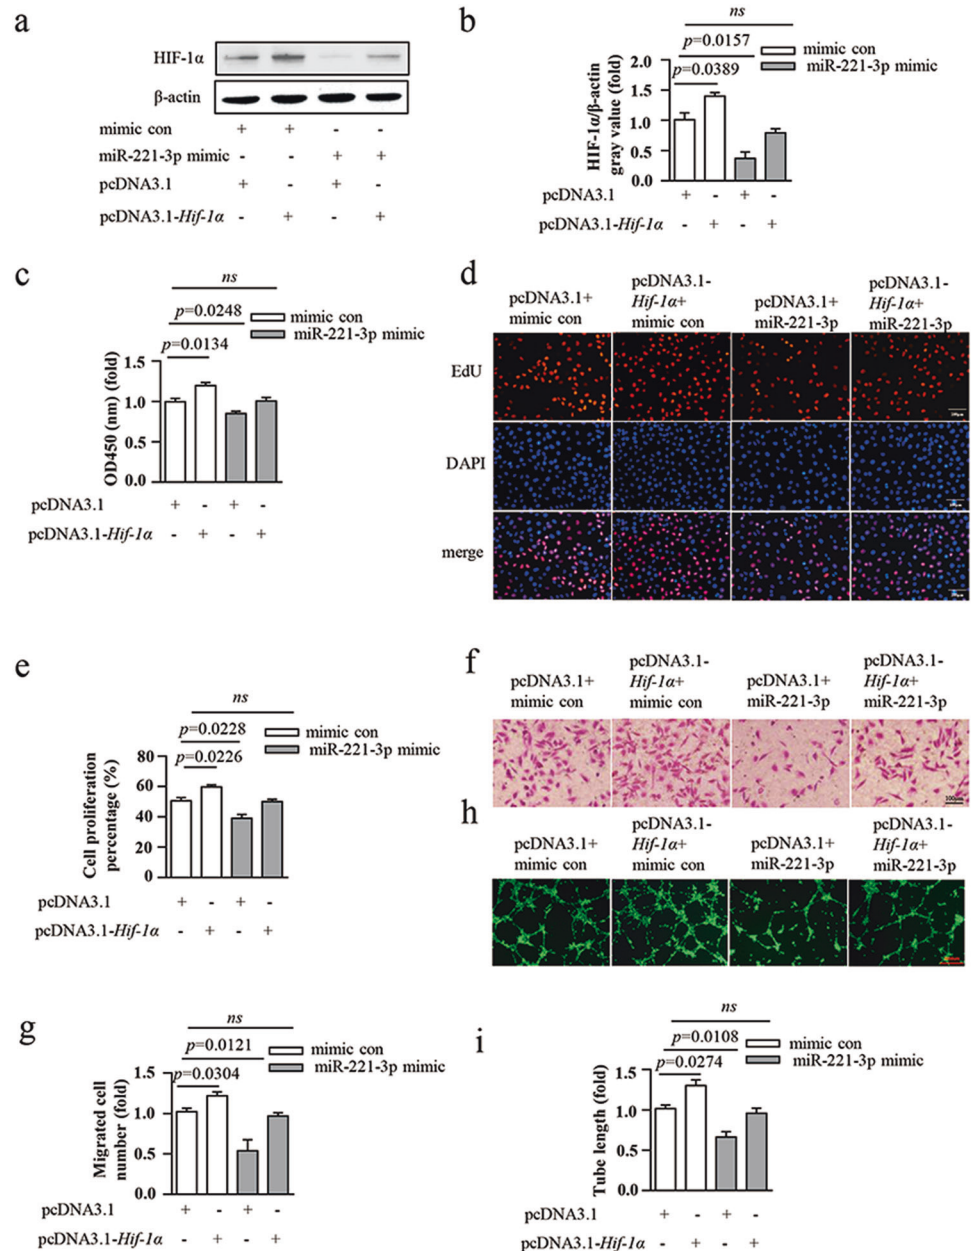 a
HIF-1α
β-actin
mimic con + + - -
miR-221-3p mimic - - + +
pcDNA3.1 + - + -
pcDNA3.1-Hif-1α - + - +
b
ns
p=0.0157
p=0.0389
mimic con
miR-221-3p mimic
HIF-1α/β-actin
gray value (fold)
2.0
1.5
1.0
0.5
0.0
pcDNA3.1 + - + -
pcDNA3.1-Hif-1α - + - +
c
ns
p=0.0248
p=0.0134
mimic con
miR-221-3p mimic
OD450 (nm) (fold)
1.5
1.0
0.5
0.0
pcDNA3.1 + - + -
pcDNA3.1-Hif-1α - + - +
d
pcDNA3.1+
mimic con
pcDNA3.1-
Hif-1α+
mimic con
pcDNA3.1+
miR-221-3p
pcDNA3.1-
Hif-1α+
miR-221-3p
EdU
DAPI
merge
e
ns
p=0.0228
p=0.0226
mimic con
miR-221-3p mimic
Cell proliferation
percentage (%)
80
60
40
20
0
pcDNA3.1 + - + -
pcDNA3.1-Hif-1α - + - +
f
pcDNA3.1+
mimic con
pcDNA3.1-
Hif-1α+
mimic con
pcDNA3.1+
miR-221-3p
pcDNA3.1-
Hif-1α+
miR-221-3p
100μm
h
pcDNA3.1+
mimic con
pcDNA3.1-
Hif-1α+
mimic con
pcDNA3.1+
miR-221-3p
pcDNA3.1-
Hif-1α+
miR-221-3p
g
ns
p=0.0121
p=0.0304
mimic con
miR-221-3p mimic
Migrated cell
number (fold)
1.5
1.0
0.5
0.0
pcDNA3.1 + - + -
pcDNA3.1-Hif-1α - + - +
i
ns
p=0.0108
p=0.0274
mimic con
miR-221-3p mimic
Tube length (fold)
1.5
1.0
0.5
0.0
pcDNA3.1 + - + -
pcDNA3.1-Hif-1α - + - +